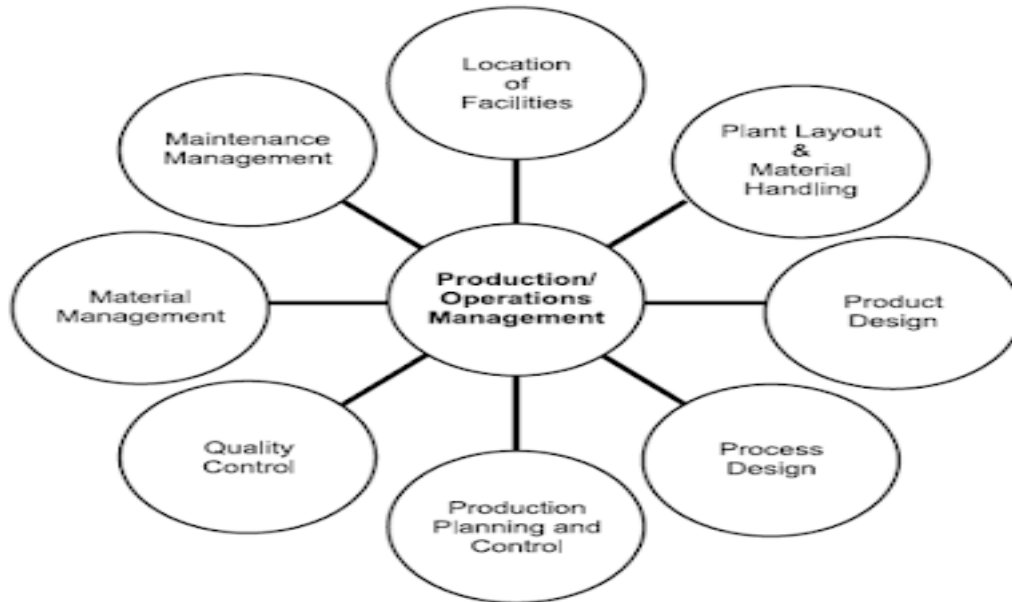 Location
of
Facilities
Plant Layout
&
Material
Handling
Product
Design
Process
Design
Production
Planning and
Control
Quality
Control
Material
Management
Maintenance
Management
Production/
Operations
Management